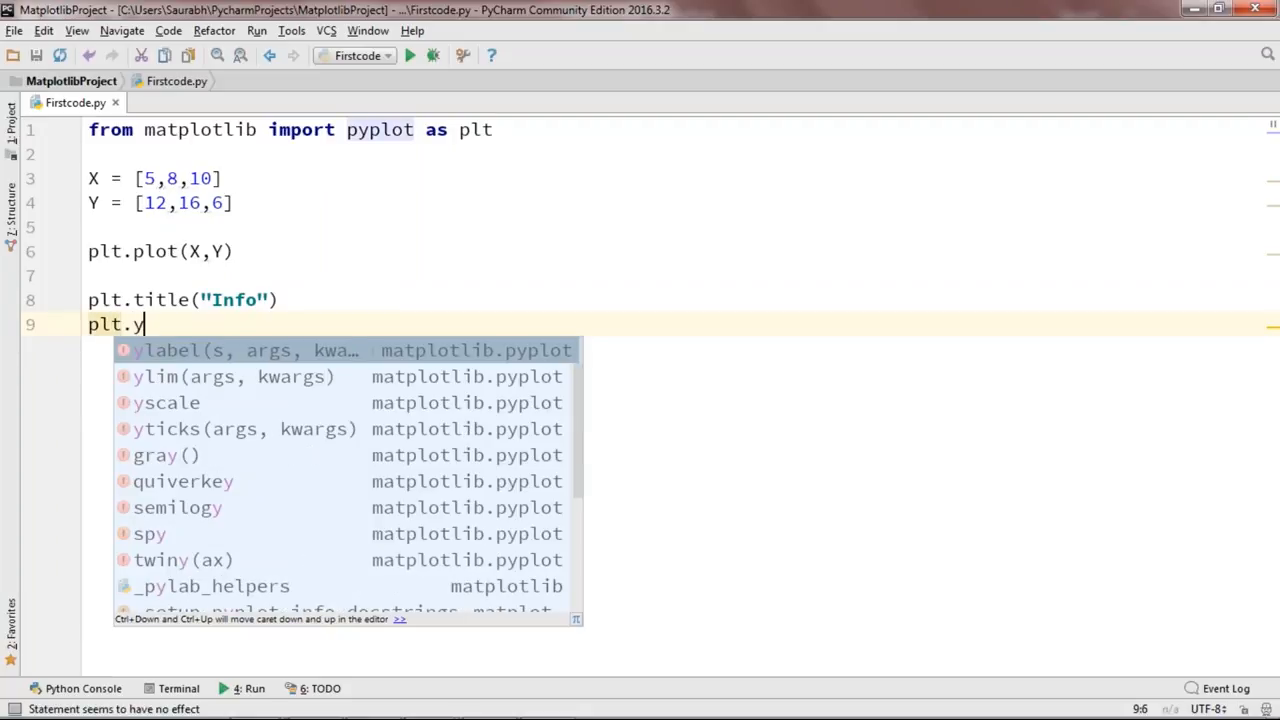 MatplotlibProject - [C:\Users\Saurabh\PycharmProjects\MatplotlibProject] - ...\Firstcode.py - PyCharm Community Edition 2016.3.2
File Edit View Navigate Code Refactor Run Tools VCS Window Help
Firstcode
MatplotlibProject Firstcode.py
Firstcode.py
1: Project
Z: Structure
2: Favorites
1 from matplotlib import pyplot as plt
2
3 X = [5,8,10]
4 Y = [12,16,6]
5
6 plt.plot(X,Y)
7
8 plt.title("Info")
9 plt.y
ylabel(s, args, kwa… matplotlib.pyplot
ylim(args, kwargs) matplotlib.pyplot
yscale matplotlib.pyplot
yticks(args, kwargs) matplotlib.pyplot
gray() matplotlib.pyplot
quiverkey matplotlib.pyplot
semilogy matplotlib.pyplot
spy matplotlib.pyplot
twiny(ax) matplotlib.pyplot
_pylab_helpers matplotlib
_setup_pyplot_info_docstrings matplot
Ctrl+Down and Ctrl+Up will move caret down and up in the editor >> π
Python Console Terminal 4: Run 6: TODO Event Log
Statement seems to have no effect 9:6 n/a UTF-8